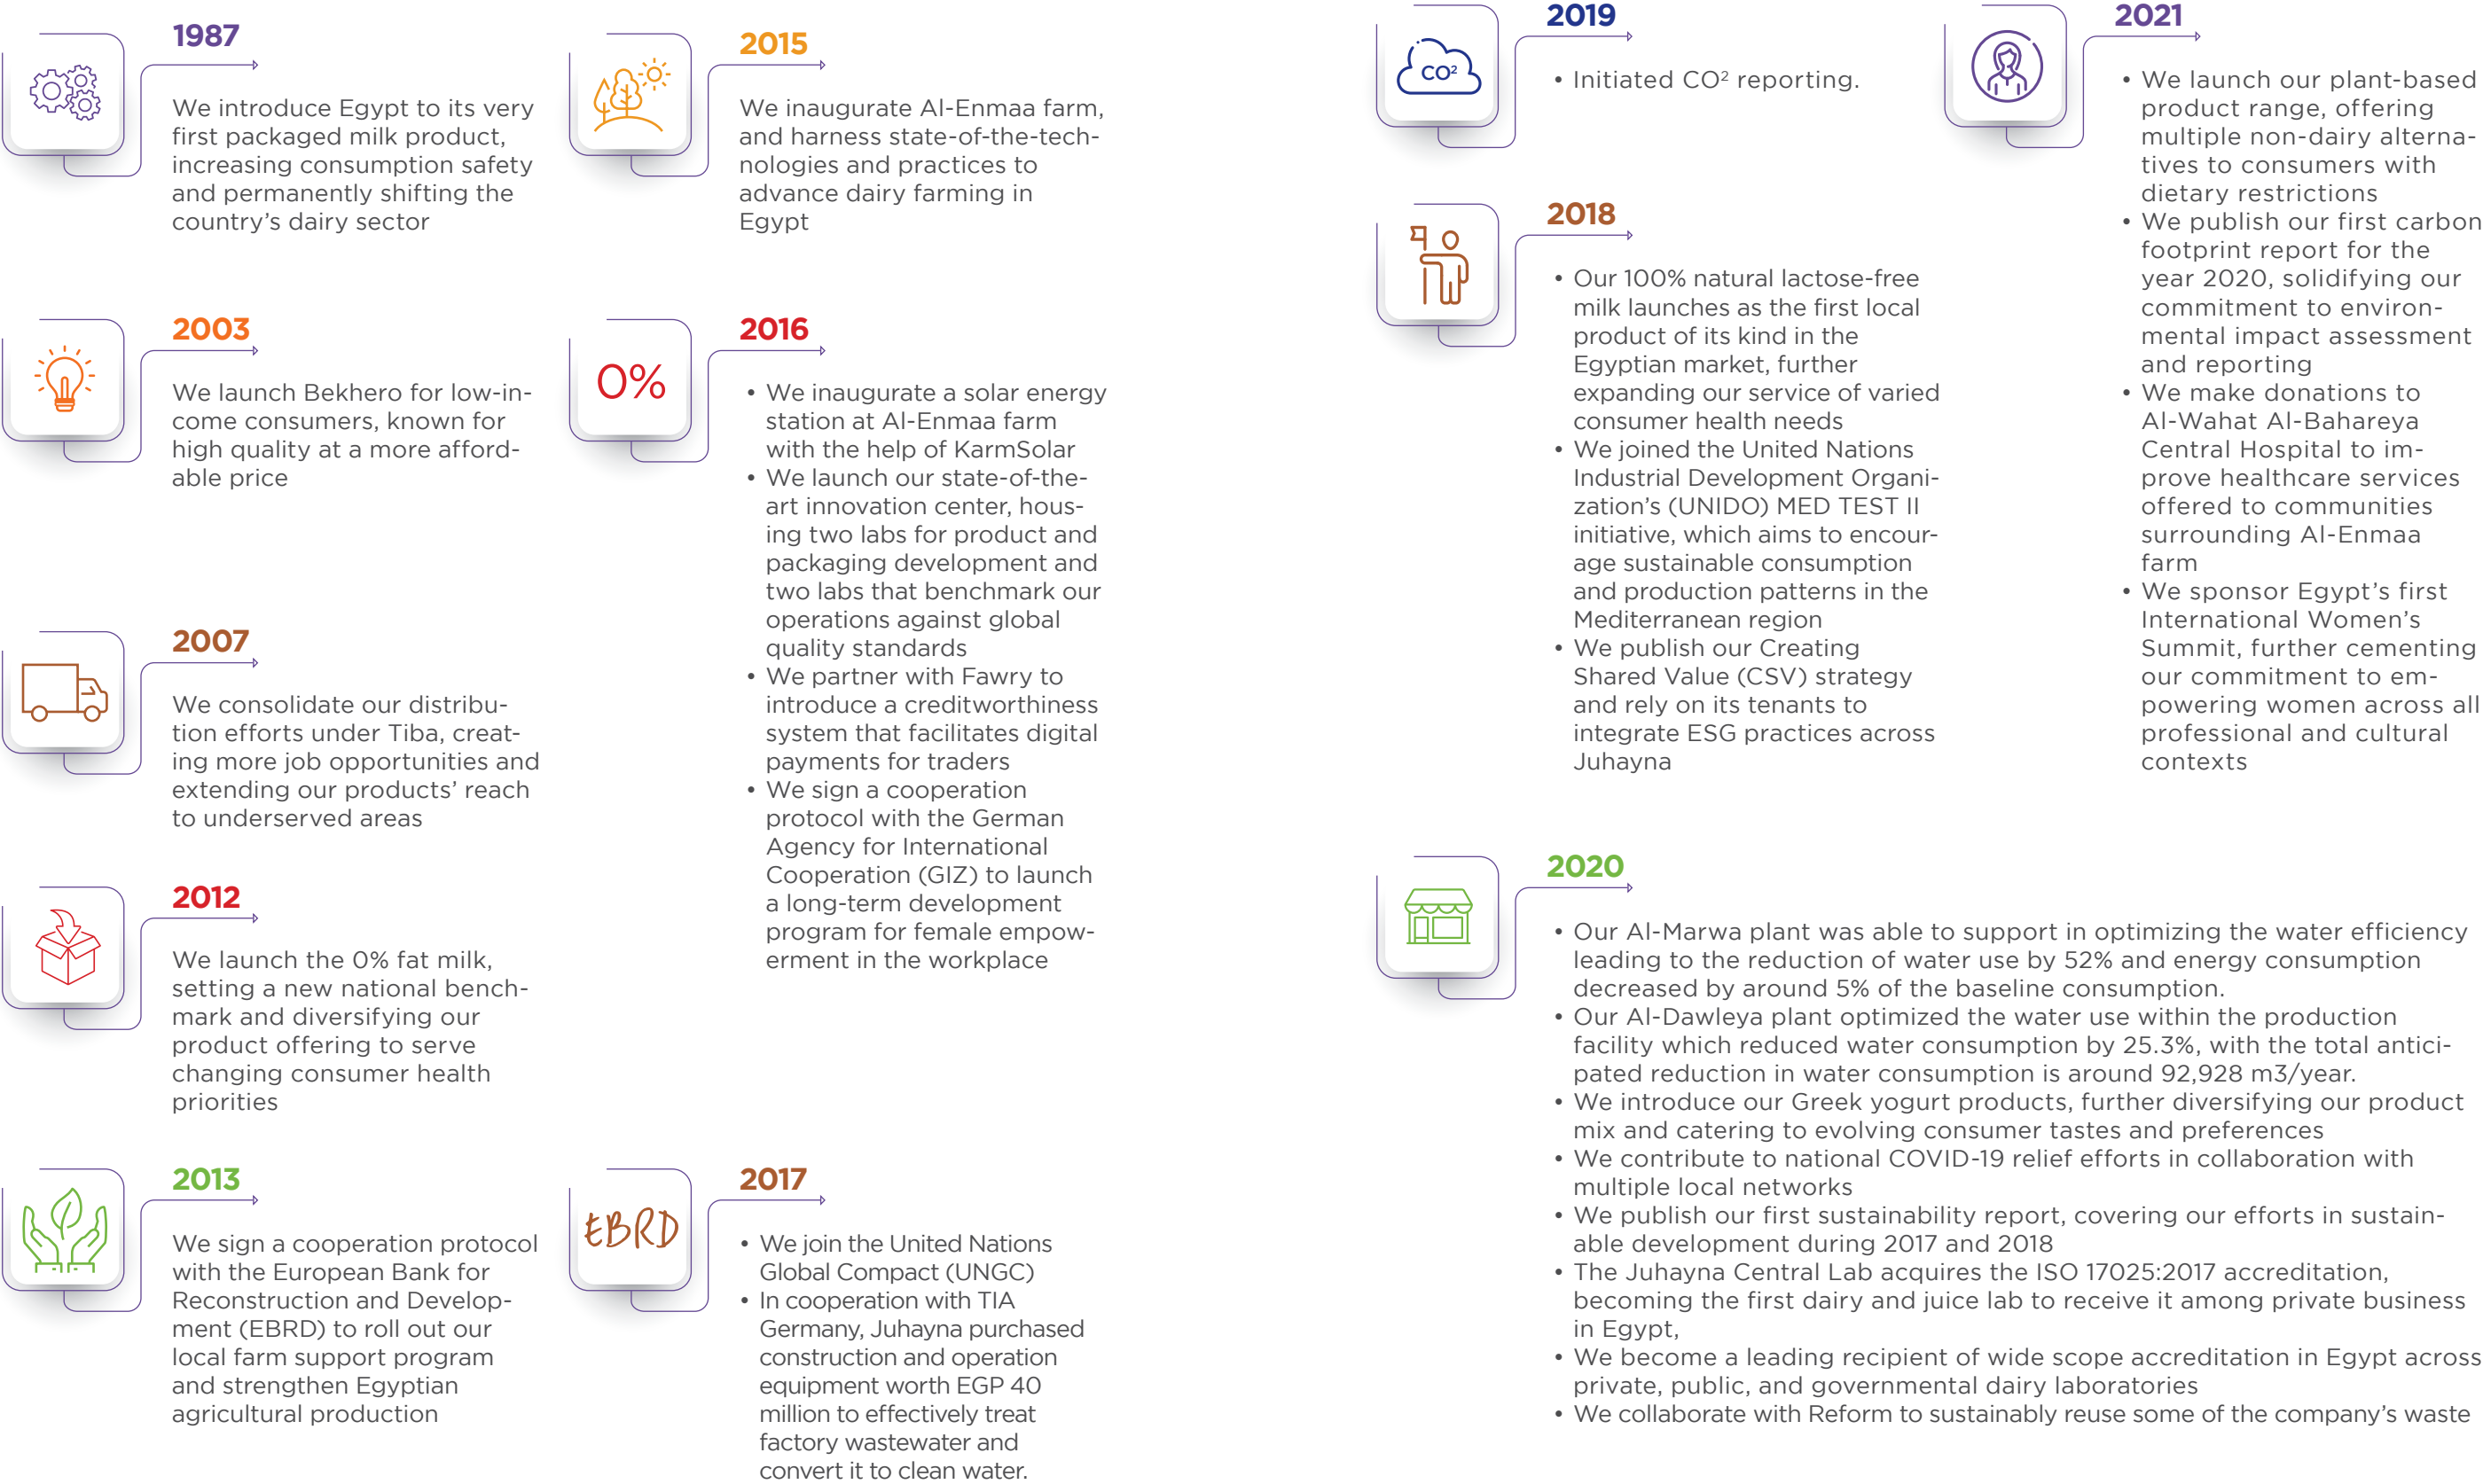 1987
We introduce Egypt to its very
first packaged milk product,
increasing consumption safety
and permanently shifting the
country's dairy sector
2003
We launch Bekhero for low-in-
come consumers, known for
high quality at a more afford-
able price
2007
We consolidate our distribu-
tion efforts under Tiba, creat-
ing more job opportunities and
extending our products' reach
to underserved areas
2012
We launch the 0% fat milk,
setting a new national bench-
mark and diversifying our
product offering to serve
changing consumer health
priorities
2013
We sign a cooperation protocol
with the European Bank for
Reconstruction and Develop-
ment (EBRD) to roll out our
local farm support program
and strengthen Egyptian
agricultural production
2015
We inaugurate Al-Enmaa farm,
and harness state-of-the-tech-
nologies and practices to
advance dairy farming in
Egypt
0%
2016
• We inaugurate a solar energy
station at Al-Enmaa farm
with the help of KarmSolar
• We launch our state-of-the-
art innovation center, hous-
ing two labs for product and
packaging development and
two labs that benchmark our
operations against global
quality standards
• We partner with Fawry to
introduce a creditworthiness
system that facilitates digital
payments for traders
• We sign a cooperation
protocol with the German
Agency for International
Cooperation (GIZ) to launch
a long-term development
program for female empow-
erment in the workplace
EBRD
2017
• We join the United Nations
Global Compact (UNGC)
• In cooperation with TIA
Germany, Juhayna purchased
construction and operation
equipment worth EGP 40
million to effectively treat
factory wastewater and
convert it to clean water.
CO²
2019
• Initiated CO² reporting.
2018
• Our 100% natural lactose-free
milk launches as the first local
product of its kind in the
Egyptian market, further
expanding our service of varied
consumer health needs
• We joined the United Nations
Industrial Development Organi-
zation's (UNIDO) MED TEST II
initiative, which aims to encour-
age sustainable consumption
and production patterns in the
Mediterranean region
• We publish our Creating
Shared Value (CSV) strategy
and rely on its tenants to
integrate ESG practices across
Juhayna
2021
• We launch our plant-based
product range, offering
multiple non-dairy alterna-
tives to consumers with
dietary restrictions
• We publish our first carbon
footprint report for the
year 2020, solidifying our
commitment to environ-
mental impact assessment
and reporting
• We make donations to
Al-Wahat Al-Bahareya
Central Hospital to im-
prove healthcare services
offered to communities
surrounding Al-Enmaa
farm
• We sponsor Egypt's first
International Women's
Summit, further cementing
our commitment to em-
powering women across all
professional and cultural
contexts
2020
• Our Al-Marwa plant was able to support in optimizing the water efficiency
leading to the reduction of water use by 52% and energy consumption
decreased by around 5% of the baseline consumption.
• Our Al-Dawleya plant optimized the water use within the production
facility which reduced water consumption by 25.3%, with the total antici-
pated reduction in water consumption is around 92,928 m3/year.
• We introduce our Greek yogurt products, further diversifying our product
mix and catering to evolving consumer tastes and preferences
• We contribute to national COVID-19 relief efforts in collaboration with
multiple local networks
• We publish our first sustainability report, covering our efforts in sustain-
able development during 2017 and 2018
• The Juhayna Central Lab acquires the ISO 17025:2017 accreditation,
becoming the first dairy and juice lab to receive it among private business
in Egypt,
• We become a leading recipient of wide scope accreditation in Egypt across
private, public, and governmental dairy laboratories
• We collaborate with Reform to sustainably reuse some of the company's waste